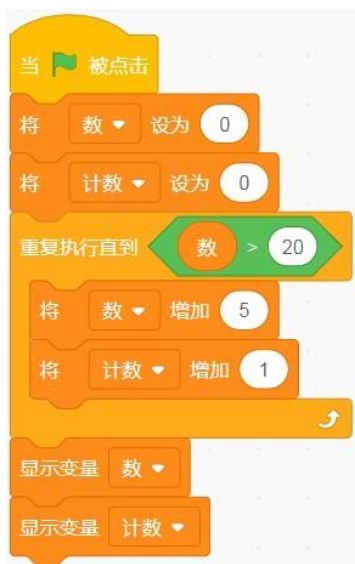 当 被点击
将 数 设为 0
将 计数 设为 0
重复执行直到 数 > 20
将 数 增加 5
将 计数 增加 1
显示变量 数
显示变量 计数